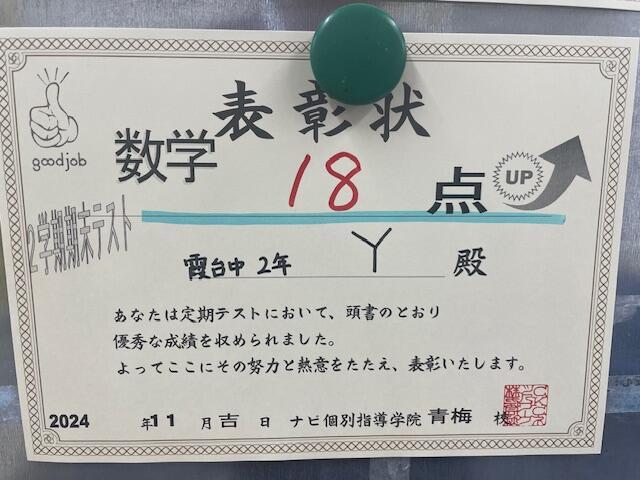 表彰状
goodjob
数学 18 点 UP
2学期期末テスト
霞台中 2年 Y 殿
あなたは定期テストにおいて、頭書のとおり
優秀な成績を収められました。
よってここにその努力と熱意をたたえ、表彰いたします。
2024 年11 月吉 日 ナビ個別指導学院 青梅 校